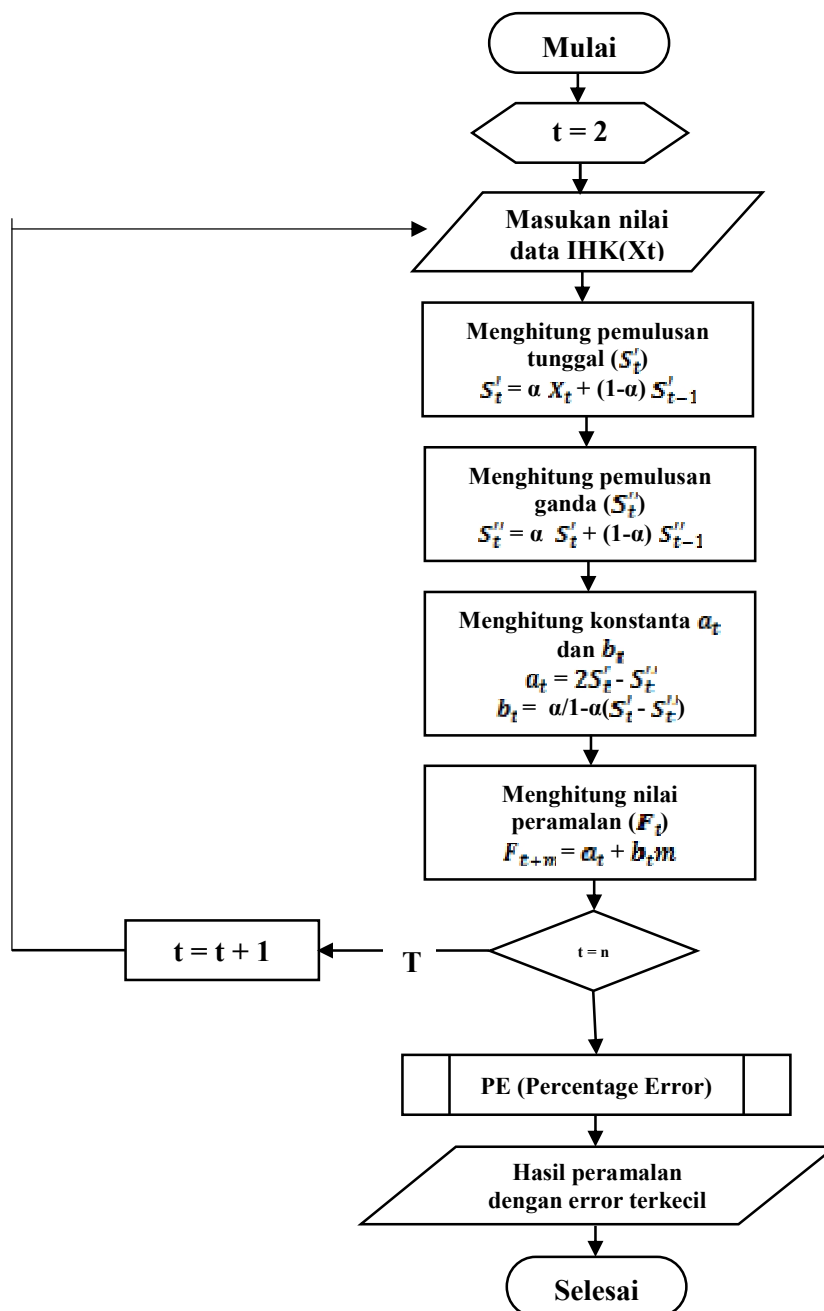 Mulai
t = 2
Masukan nilai
data IHK(Xt)
Menghitung pemulusan
tunggal (S′ₜ)
S′ₜ = α Xₜ + (1-α) S′ₜ₋₁
Menghitung pemulusan
ganda (S″ₜ)
S″ₜ = α S′ₜ + (1-α) S″ₜ₋₁
Menghitung konstanta aₜ
dan bₜ
aₜ = 2S′ₜ - S″ₜ
bₜ = α/1-α(S′ₜ - S″ₜ)
Menghitung nilai
peramalan (Fₜ)
Fₜ₊ₘ = aₜ + bₜm
t = n
T
t = t + 1
PE (Percentage Error)
Hasil peramalan
dengan error terkecil
Selesai